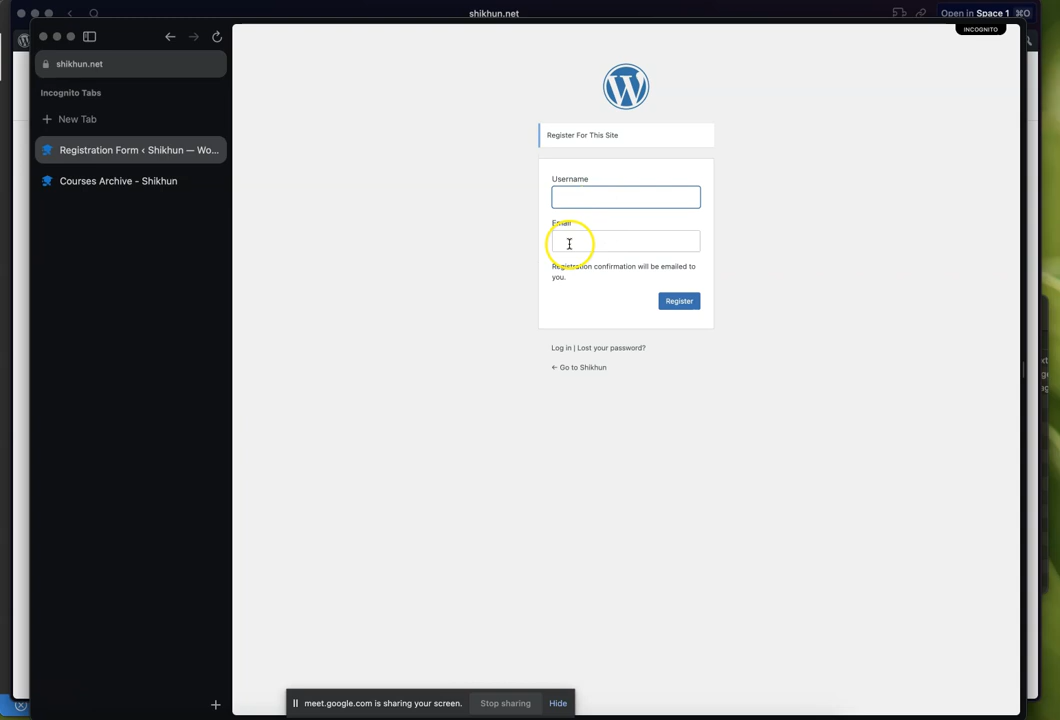 shikhun.net
Open in Space 1 ⌘O
INCOGNITO
shikhun.net
Incognito Tabs
+ New Tab
Registration Form ‹ Shikhun — Wo...
Courses Archive - Shikhun
Register For This Site
Username
Email
Registration confirmation will be emailed to
you.
Register
Log in | Lost your password?
← Go to Shikhun
meet.google.com is sharing your screen.
Stop sharing
Hide